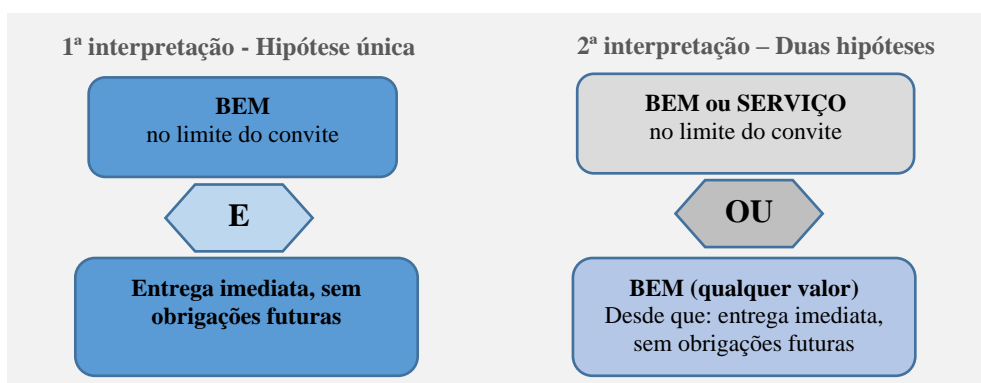 1ª interpretação - Hipótese única
BEM
no limite do convite
E
Entrega imediata, sem
obrigações futuras
2ª interpretação – Duas hipóteses
BEM ou SERVIÇO
no limite do convite
OU
BEM (qualquer valor)
Desde que: entrega imediata,
sem obrigações futuras